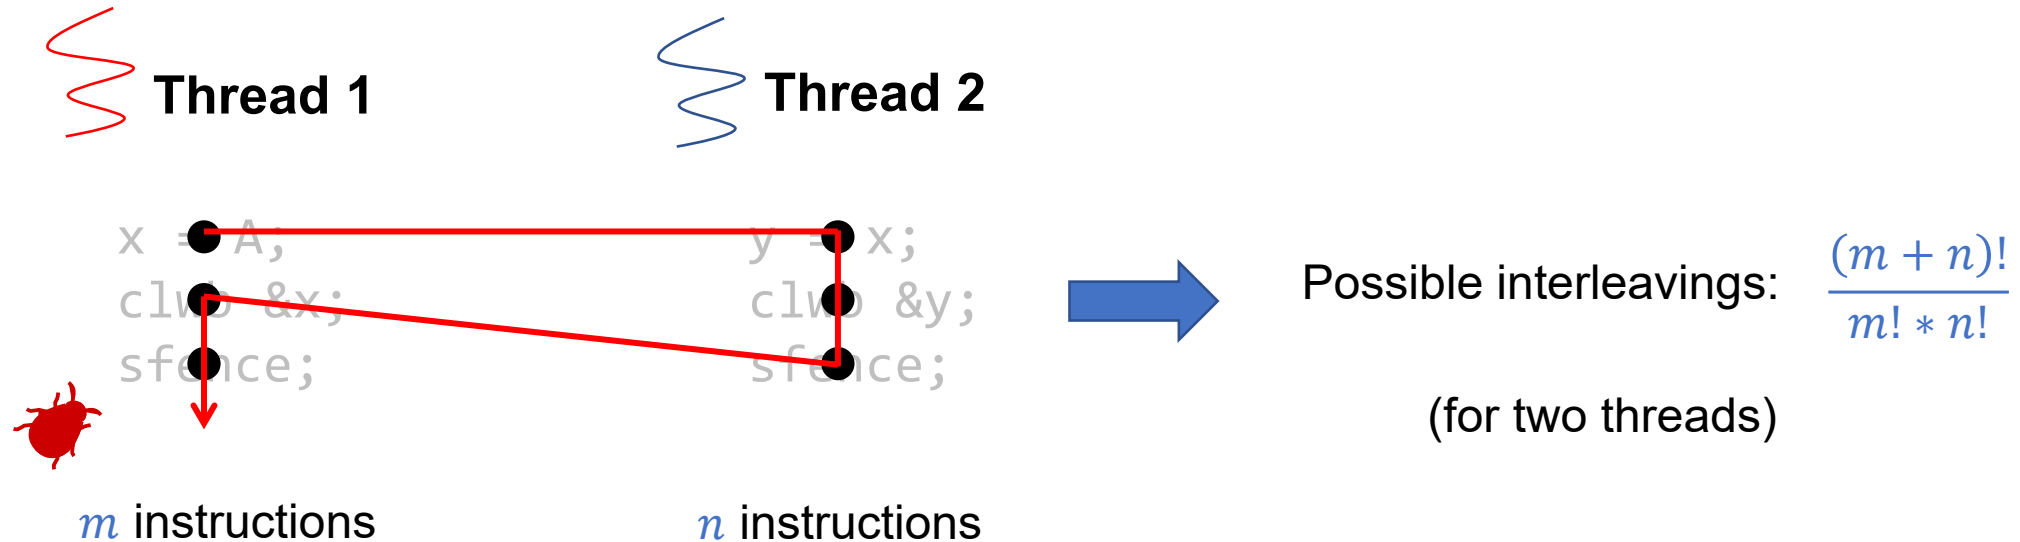 Thread 1
Thread 2
x = A;
clwb &x;
sfence;
y = x;
clwb &y;
sfence;
m instructions
n instructions
Possible interleavings: (m + n)! / m! * n!
(for two threads)